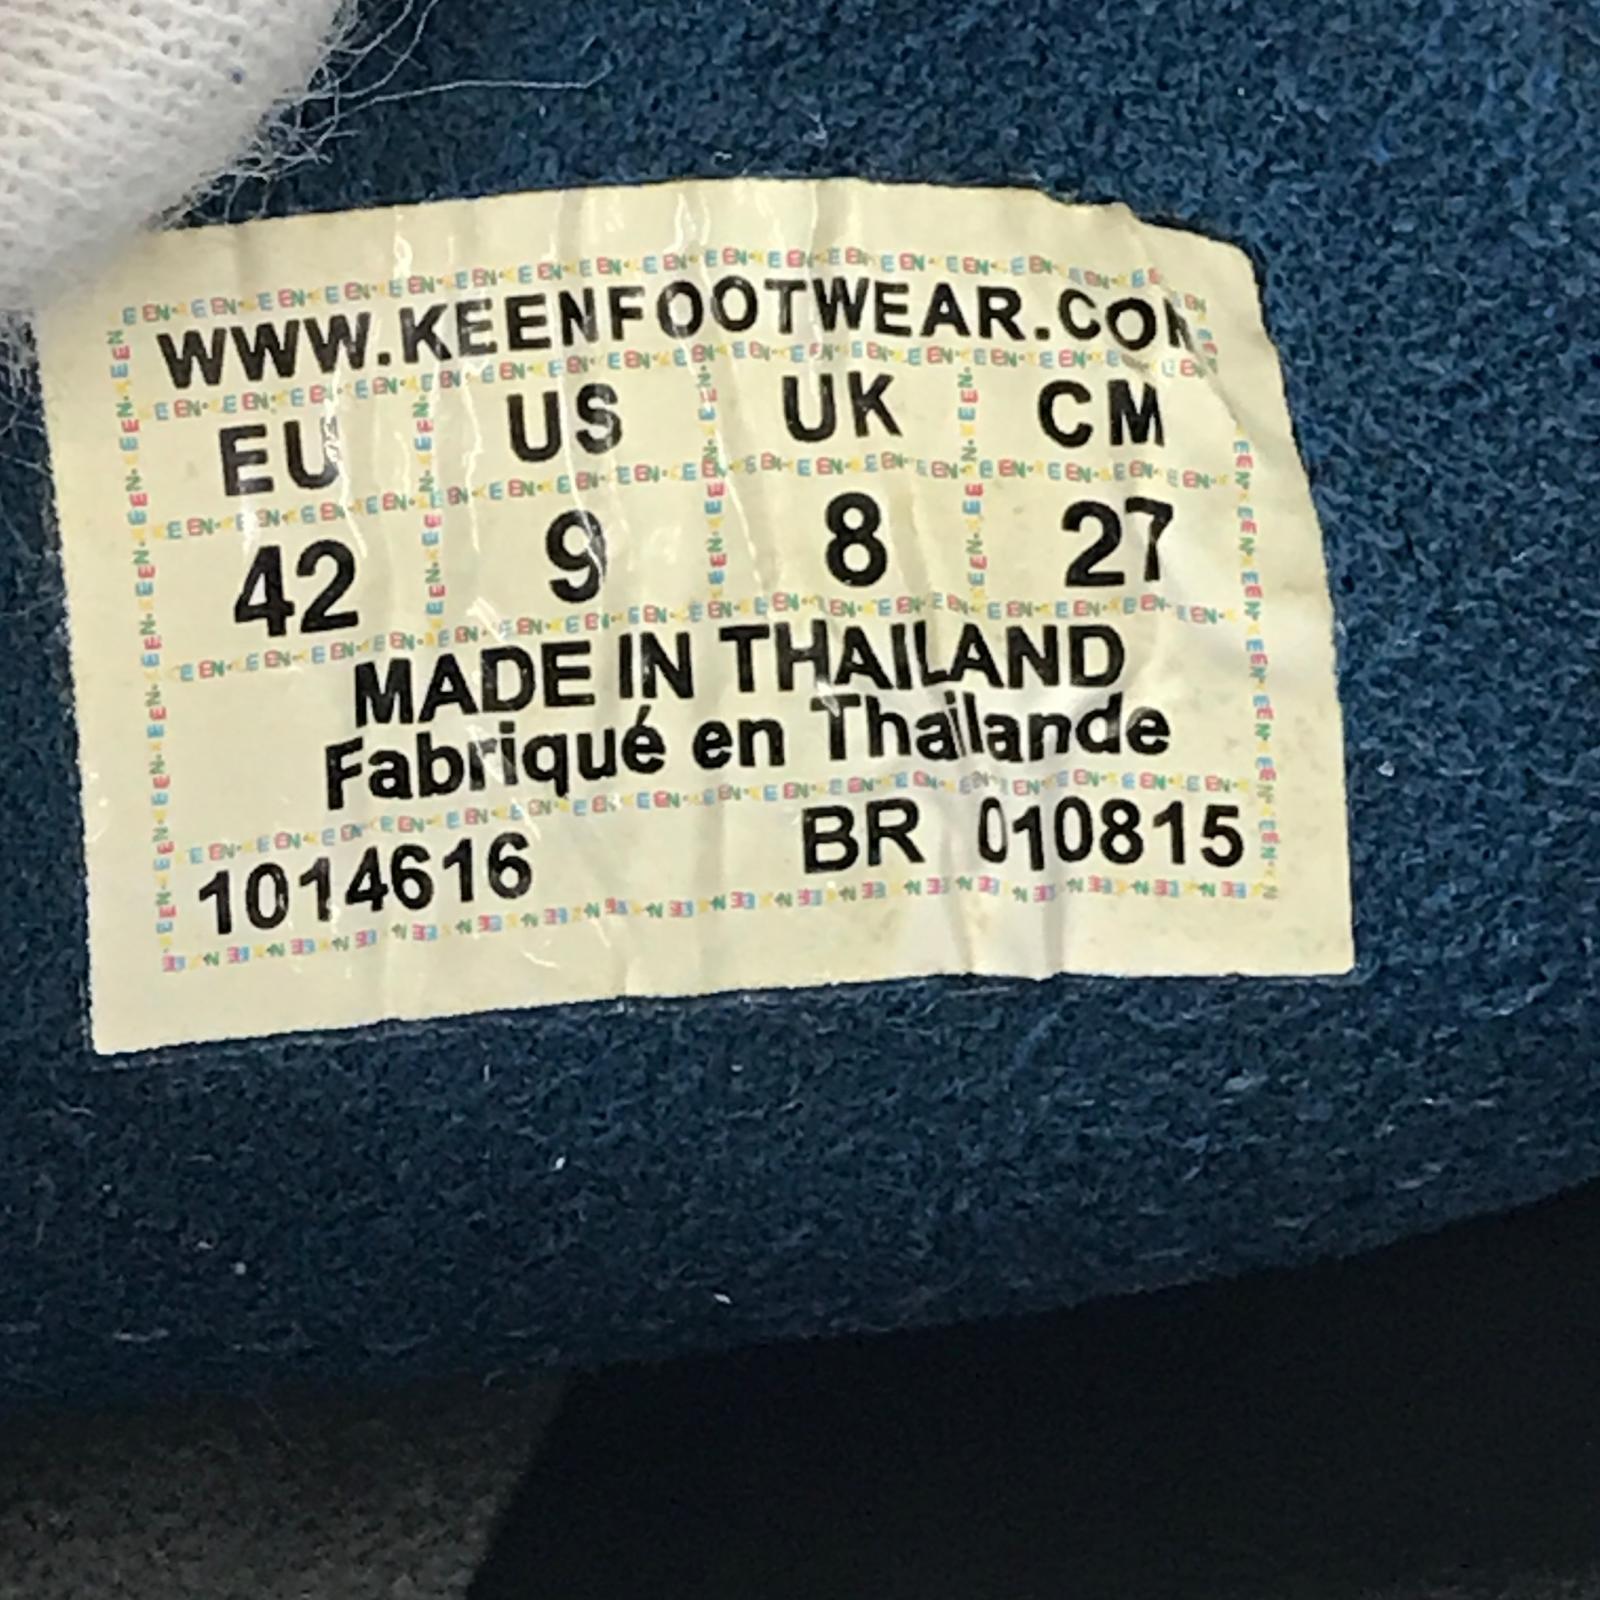 WWW.KEENFOOTWEAR.COM
EU US UK CM
42 9 8 27
MADE IN THAILAND
Fabriqué en Thaïlande
1014616 BR 010815